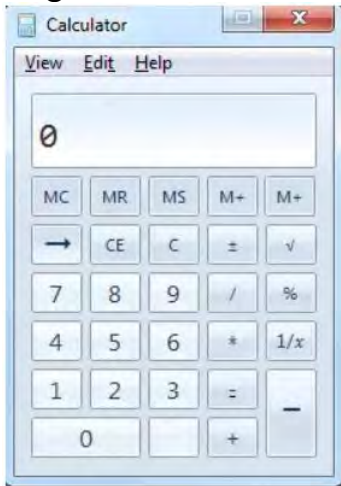 Calculator
View Edit Help
0
MC MR MS M+ M+
→ CE C ± √
7 8 9 / %
4 5 6 * 1/x
1 2 3 = −
0 +